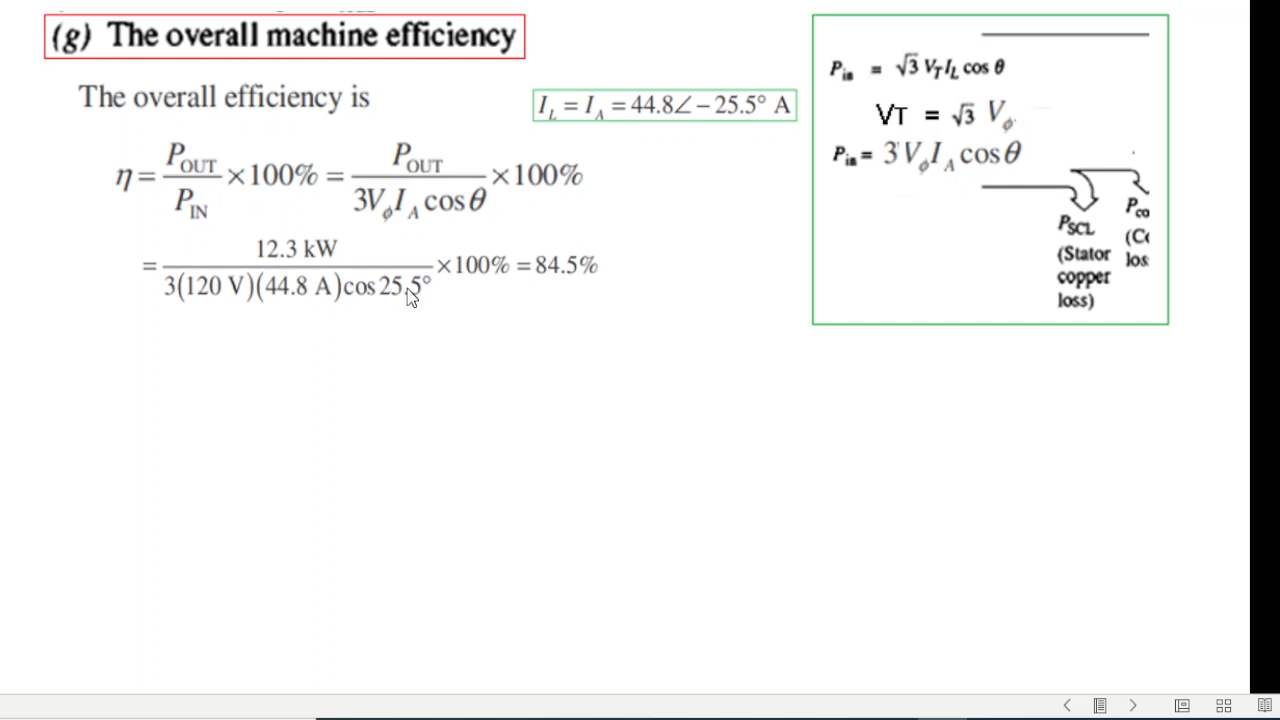 (g) The overall machine efficiency
The overall efficiency is
I_L = I_A = 44.8∠−25.5° A
η = P_OUT / P_IN ×100% = P_OUT / 3V_ϕ I_A cos θ ×100%
= 12.3 kW / 3(120 V)(44.8 A)cos 25.5° ×100% = 84.5%
P_in = √3 V_T I_L cos θ
VT = √3 V_ϕ
P_in = 3 V_ϕ I_A cos θ
P_SCL
(Stator
copper
loss)